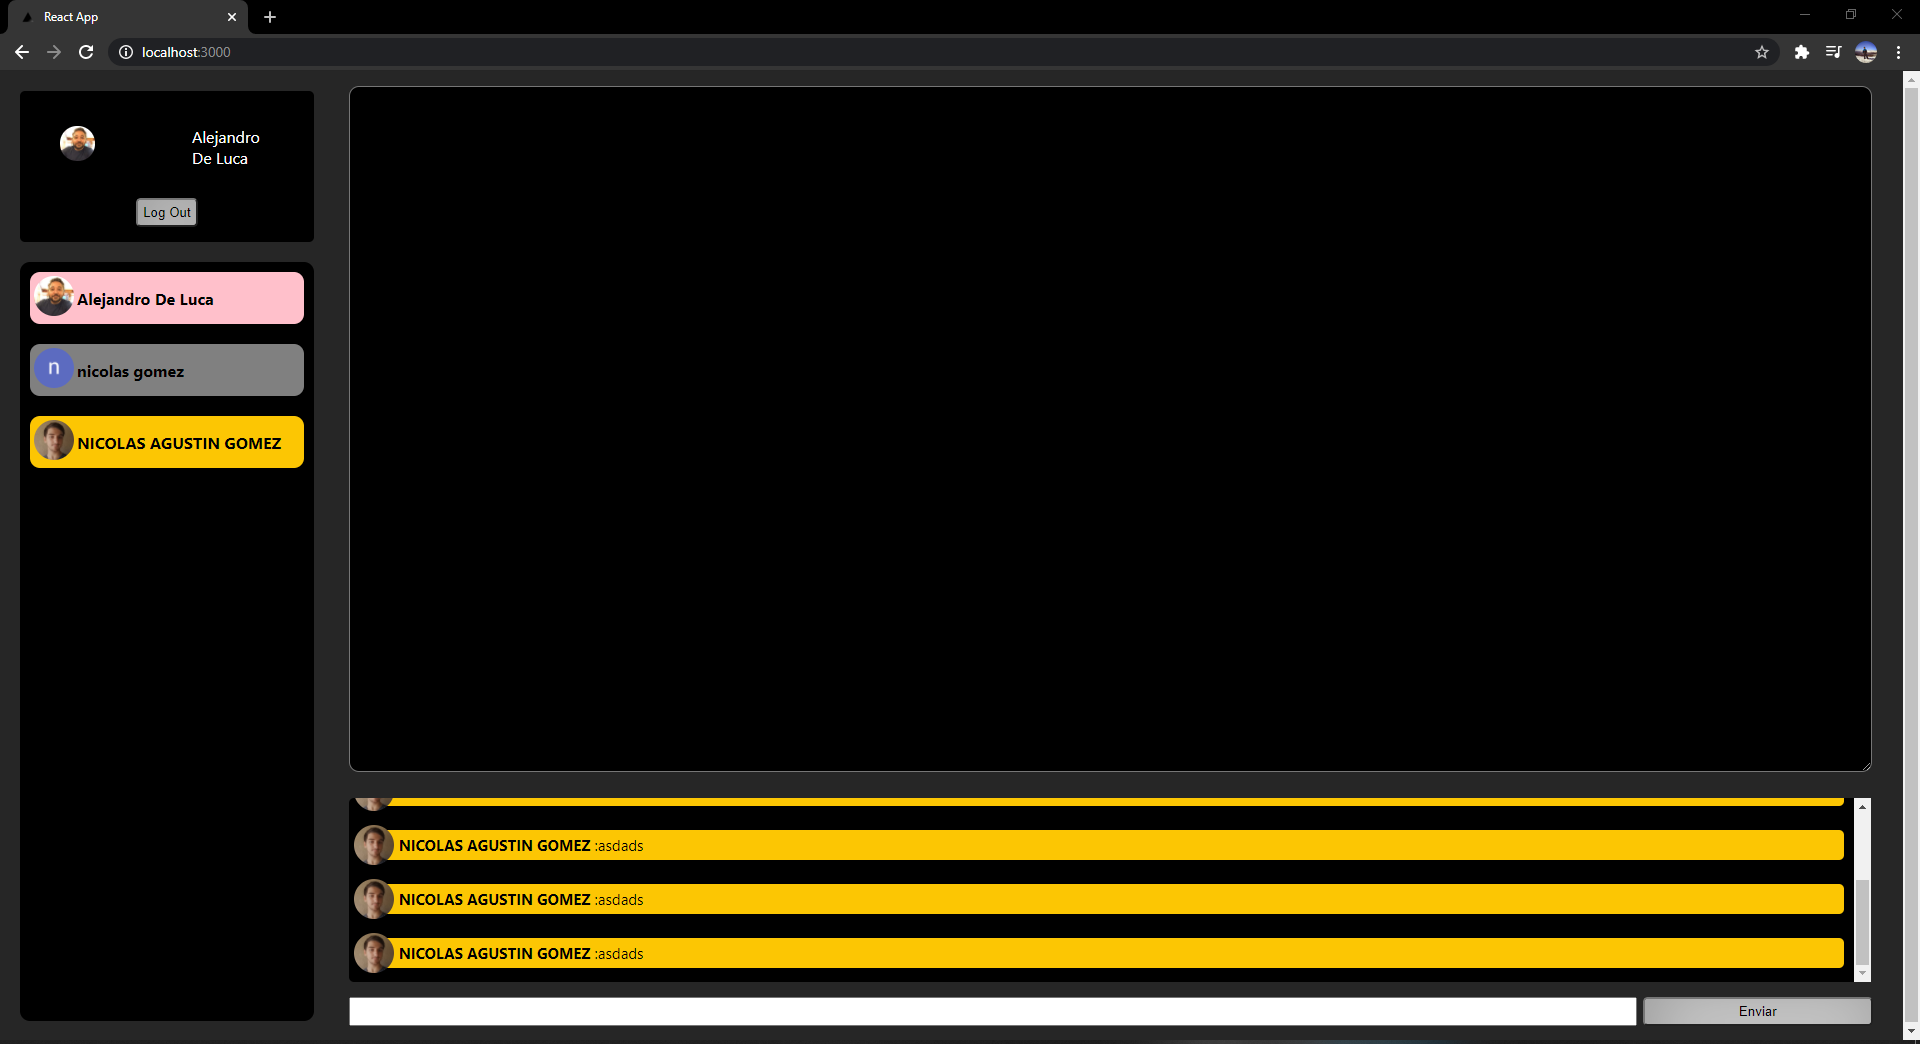 React App
localhost:3000
Alejandro
De Luca
Log Out
Alejandro De Luca
n
nicolas gomez
NICOLAS AGUSTIN GOMEZ
NICOLAS AGUSTIN GOMEZ :asdads
NICOLAS AGUSTIN GOMEZ :asdads
NICOLAS AGUSTIN GOMEZ :asdads
Enviar